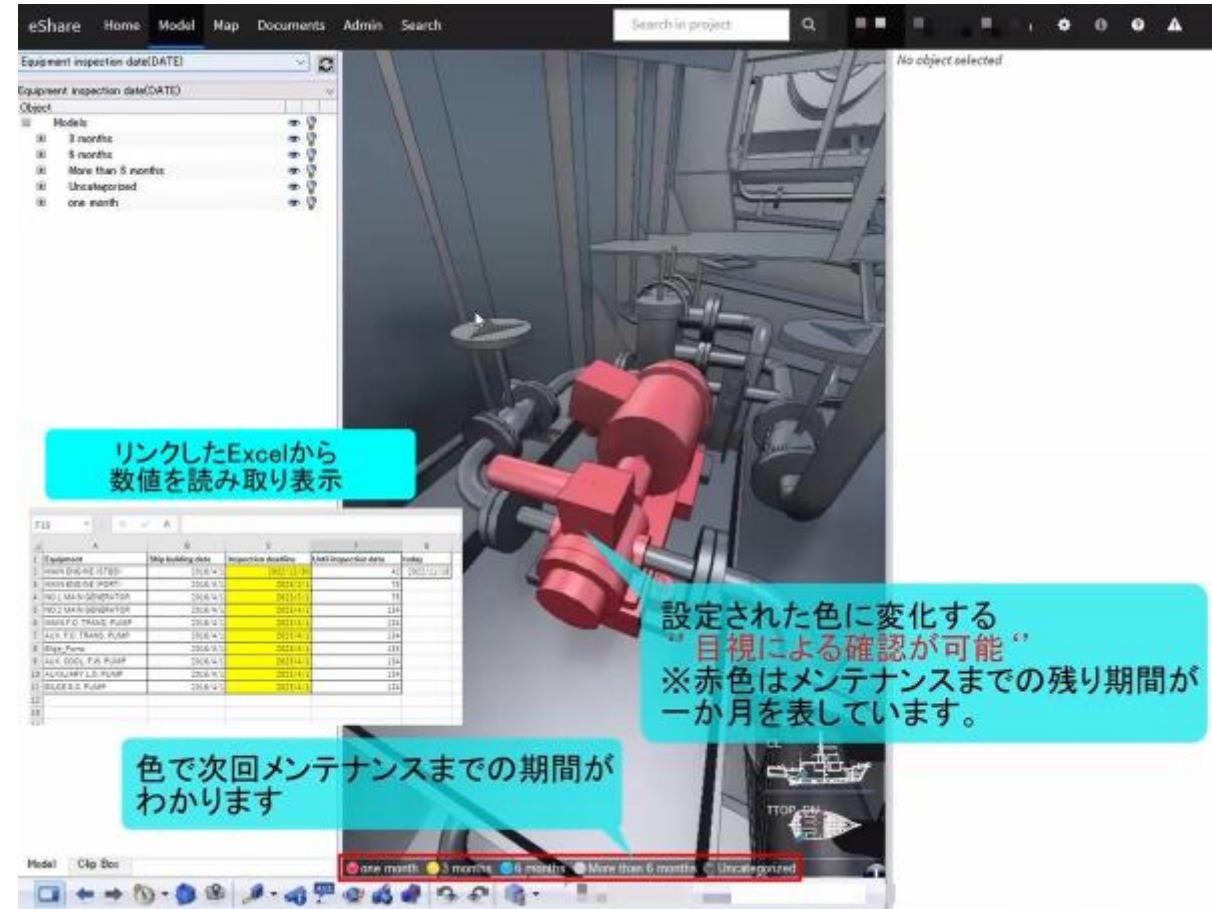 eShare Home Model Map Documents Admin Search
Search in project
Equipment inspection date(DATE)
No object selected
Equipment inspection date(DATE)
Object
Models
3 months
6 months
More than 6 months
Uncategorized
one month
リンクしたExcelから
数値を読み取り表示
Equipment Ship building date Inspection deadline Until inspection date today
MAIN ENGINE (STBD)
MAIN ENGINE (PORT)
NO.1 MAIN GENERATOR
NO.2 MAIN GENERATOR
Bilge_Pump
設定された色に変化する
‘’目視による確認が可能‘’
※赤色はメンテナンスまでの残り期間が
一か月を表しています。
色で次回メンテナンスまでの期間が
わかります
one month 3 months 6 months More than 6 months Uncategorized
Model Clip Box